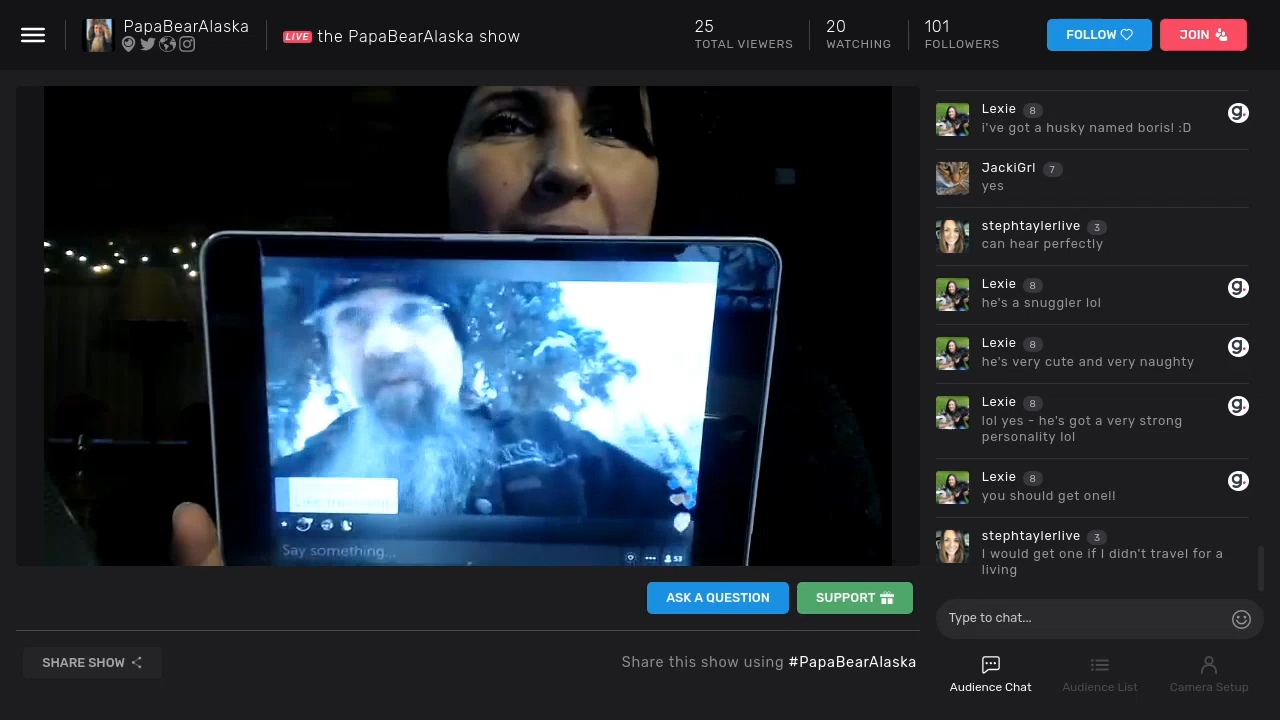 PapaBearAlaska
LIVE the PapaBearAlaska show
25
TOTAL VIEWERS
20
WATCHING
101
FOLLOWERS
FOLLOW
JOIN
Say something...
53
ASK A QUESTION
SUPPORT
SHARE SHOW
Share this show using #PapaBearAlaska
Lexie 8
i've got a husky named boris! :D
g.
JackiGrl 7
yes
stephtaylerlive 3
can hear perfectly
Lexie 8
he's a snuggler lol
g.
Lexie 8
he's very cute and very naughty
g.
Lexie 8
lol yes - he's got a very strong
personality lol
g.
Lexie 8
you should get one!!
g.
stephtaylerlive 3
I would get one if I didn't travel for a
living
Type to chat...
Audience Chat
Audience List
Camera Setup